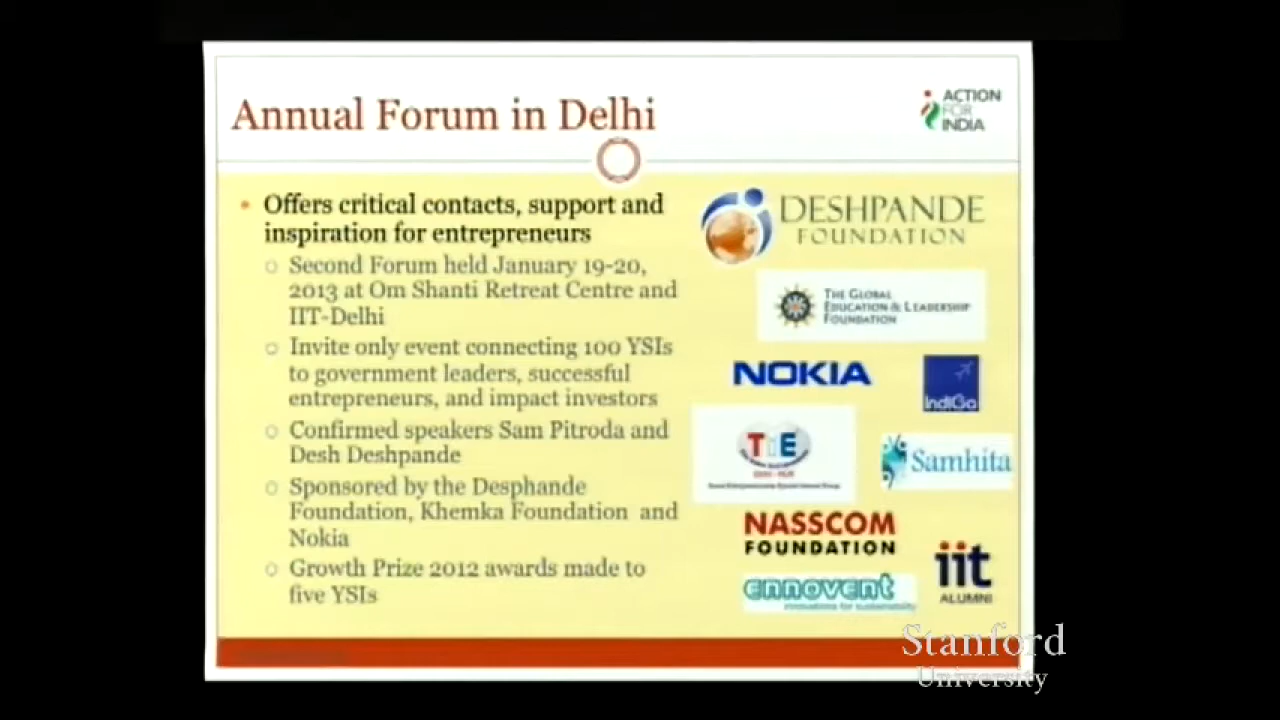 Annual Forum in Delhi
ACTION
FOR
INDIA
• Offers critical contacts, support and
inspiration for entrepreneurs
o Second Forum held January 19-20,
2013 at Om Shanti Retreat Centre and
IIT-Delhi
o Invite only event connecting 100 YSIs
to government leaders, successful
entrepreneurs, and impact investors
o Confirmed speakers Sam Pitroda and
Desh Deshpande
o Sponsored by the Desphande
Foundation, Khemka Foundation and
Nokia
o Growth Prize 2012 awards made to
five YSIs
DESHPANDE
FOUNDATION
THE GLOBAL
EDUCATION & LEADERSHIP
FOUNDATION
NOKIA
IndiGo
TiE
Samhita
NASSCOM
FOUNDATION
iit
ALUMNI
ennovent
innovations for sustainability
Stanford
University